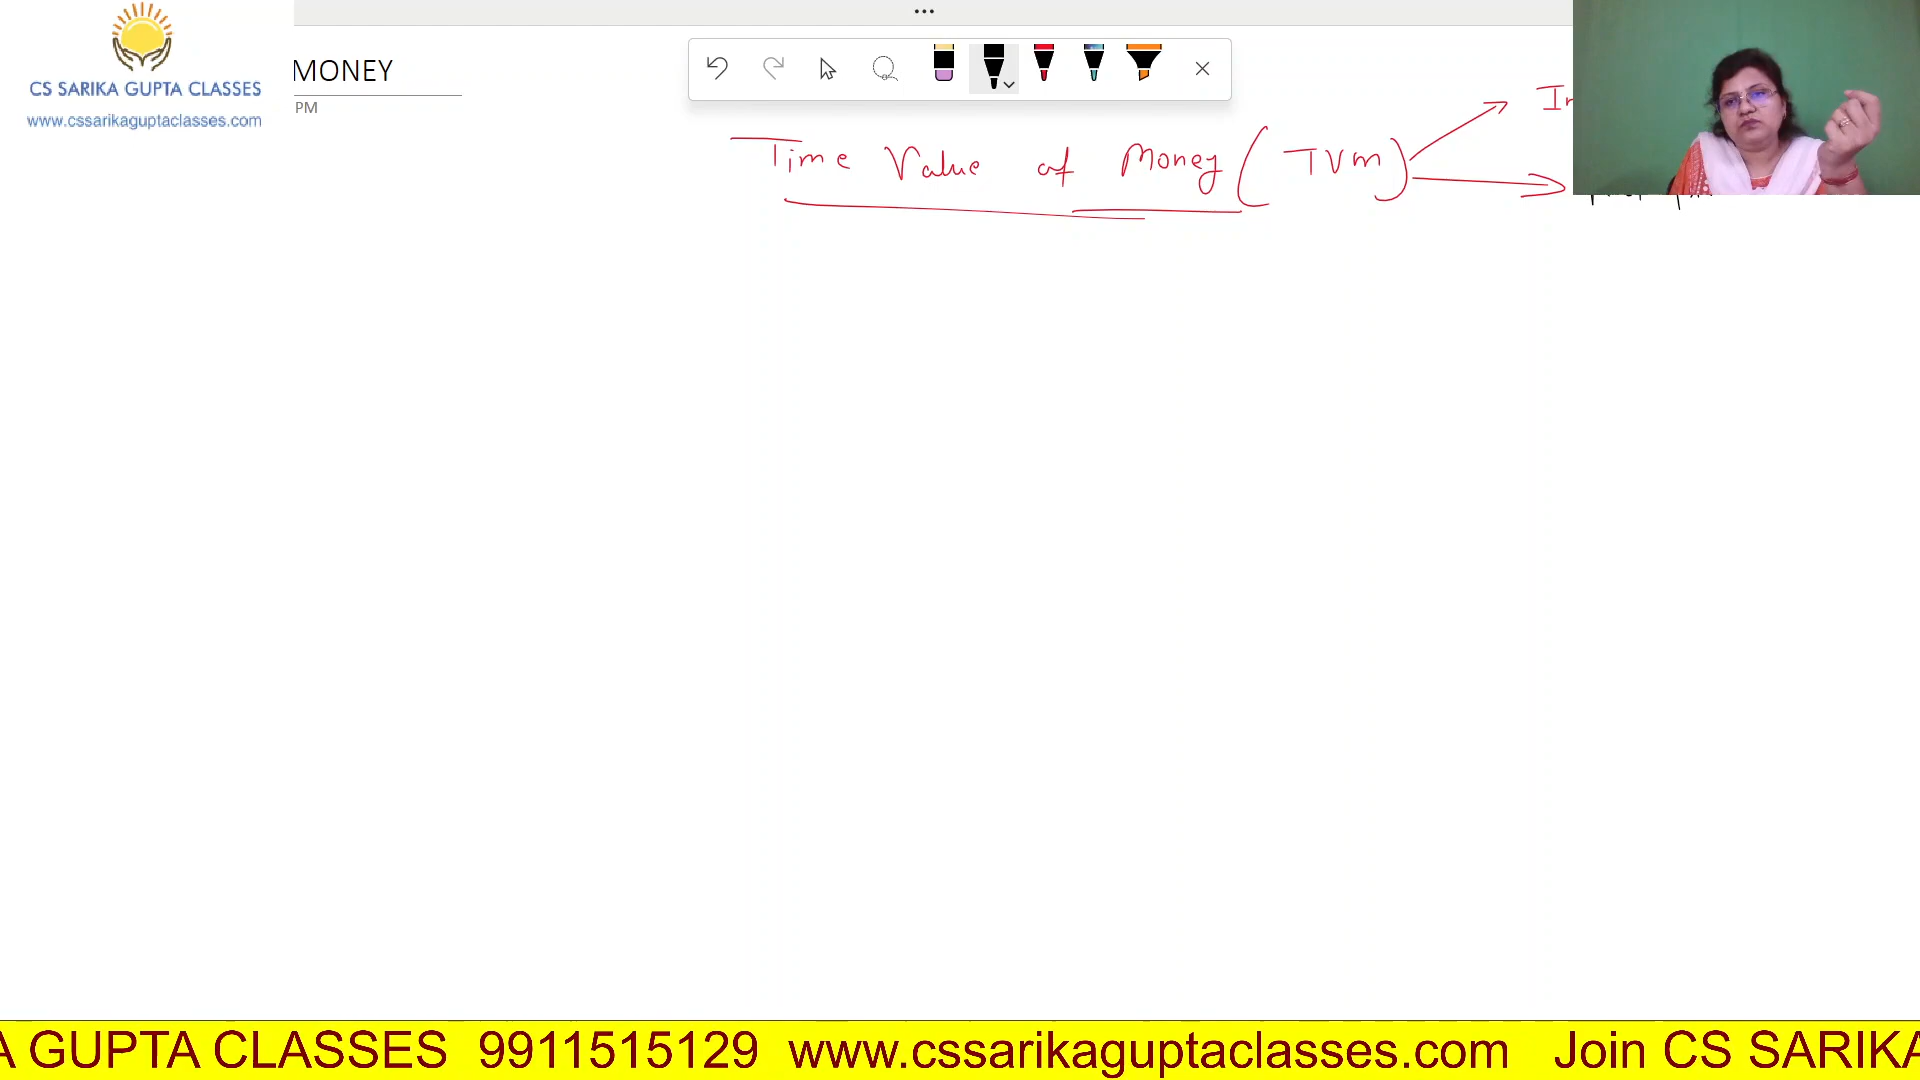 CS SARIKA GUPTA CLASSES
www.cssarikaguptaclasses.com
MONEY
PM
Time Value of Money (TVM)
A GUPTA CLASSES 9911515129 www.cssarikaguptaclasses.com Join CS SARIKA